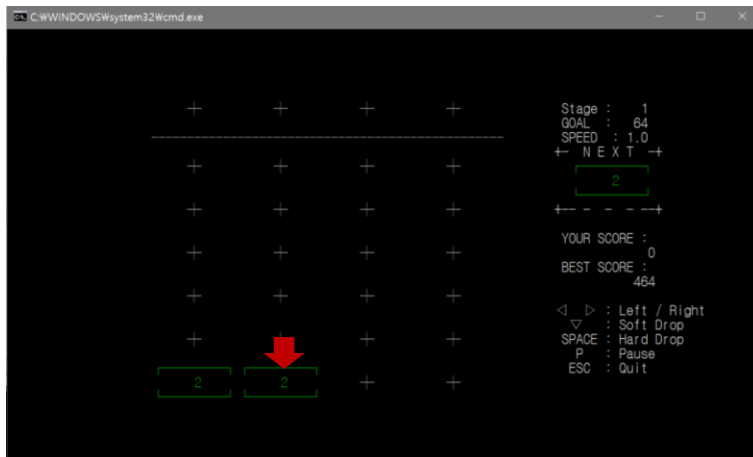 C:₩WINDOWS₩system32₩cmd.exe
Stage : 1
GOAL : 64
SPEED : 1.0
+- N E X T -+
2
+-- - - - --+
YOUR SCORE :
0
BEST SCORE :
464
◁ ▷ : Left / Right
▽ : Soft Drop
SPACE : Hard Drop
P : Pause
ESC : Quit
2 2